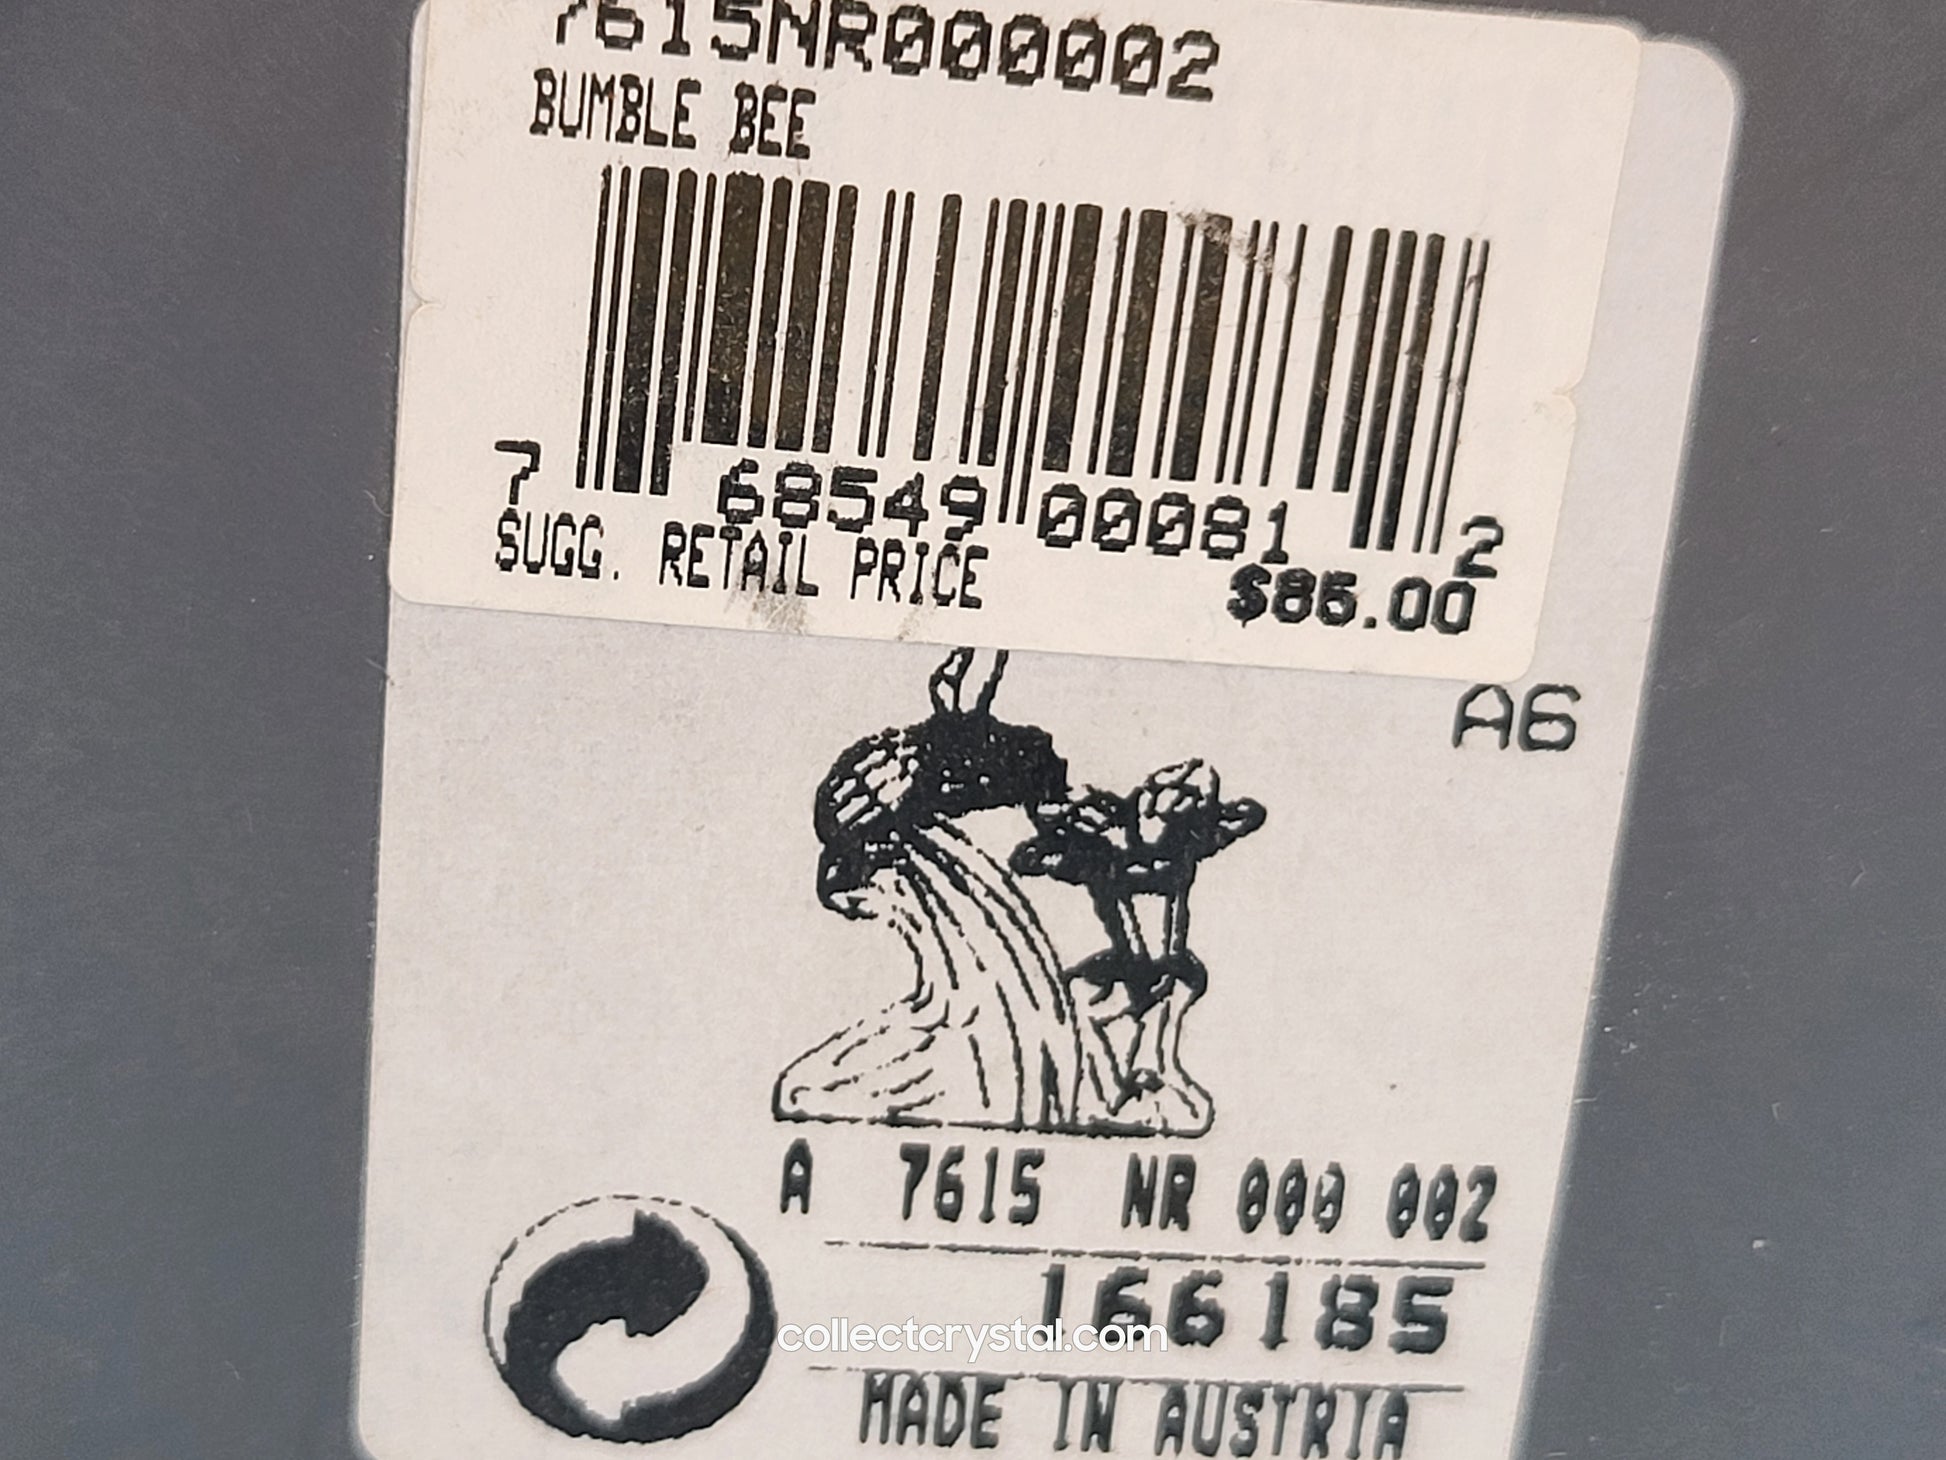 7615NR000002
BUMBLE BEE
7 68549 00081 2
SUGG. RETAIL PRICE $85.00
A6
A 7615 NR 000 002
166185
collectcrystal.com
MADE IN AUSTRIA